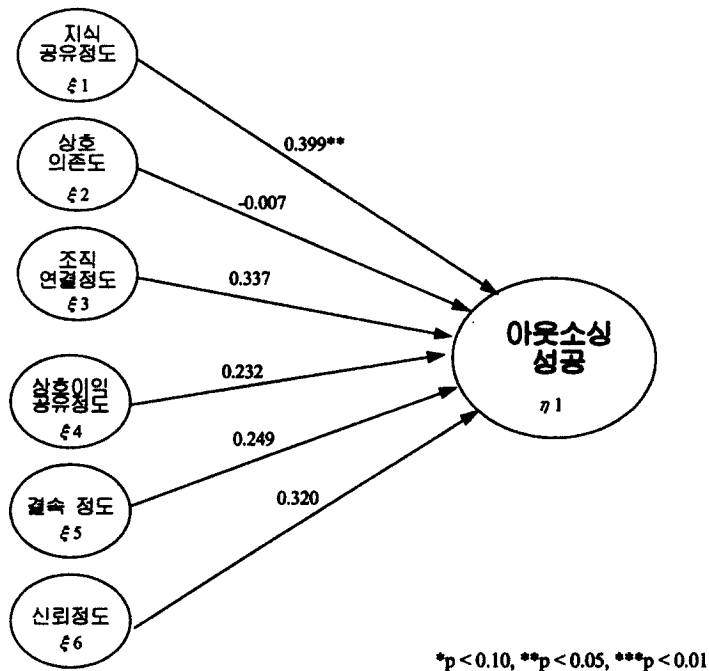 지식
공유정도
ξ1
0.399**
상호
의존도
ξ2
-0.007
조직
연결정도
ξ3
0.337
상호이익
공유정도
ξ4
0.232
결속 정도
ξ5
0.249
신뢰정도
ξ6
0.320
아웃소싱
성공
η1
*p < 0.10, **p < 0.05, ***p < 0.01